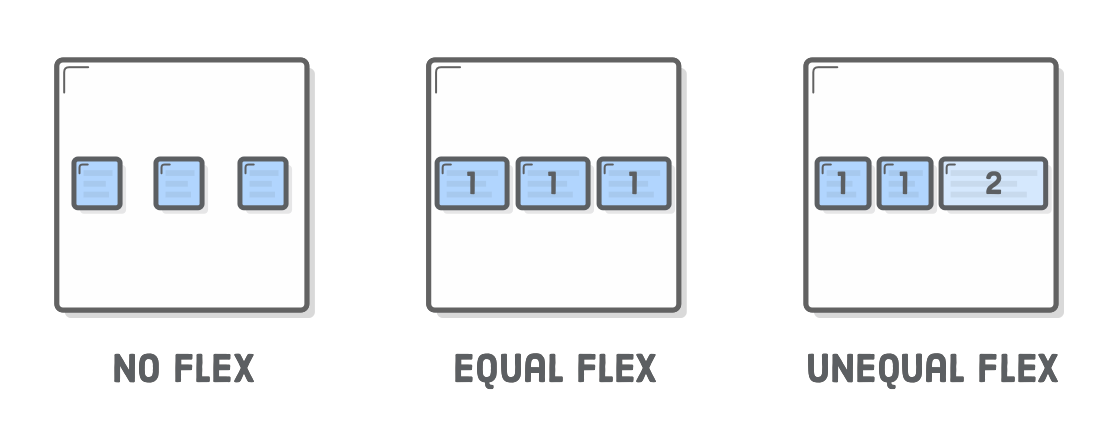 1 1 1
1 1 2
NO FLEX
EQUAL FLEX
UNEQUAL FLEX